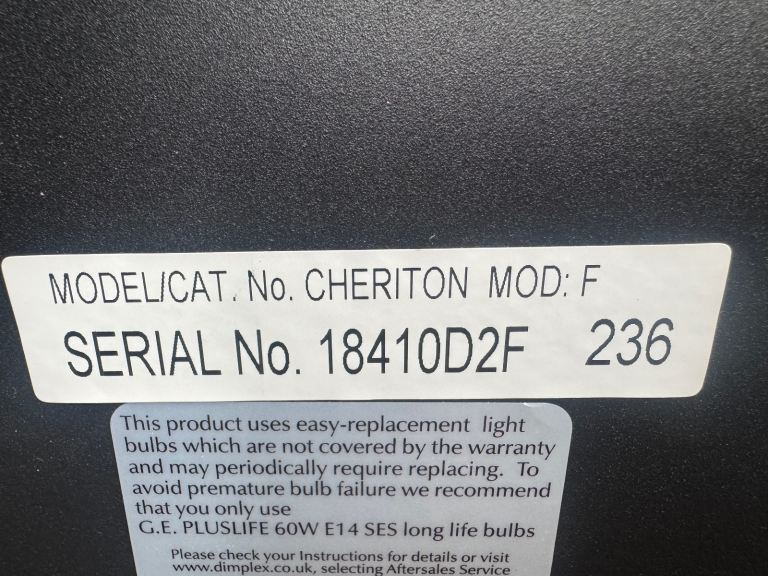 MODEL/CAT. No. CHERITON MOD: F
SERIAL No. 18410D2F 236
This product uses easy-replacement light
bulbs which are not covered by the warranty
and may periodically require replacing. To
avoid premature bulb failure we recommend
that you only use
G.E. PLUSLIFE 60W E14 SES long life bulbs
Please check your Instructions for details or visit
www.dimplex.co.uk, selecting Aftersales Service